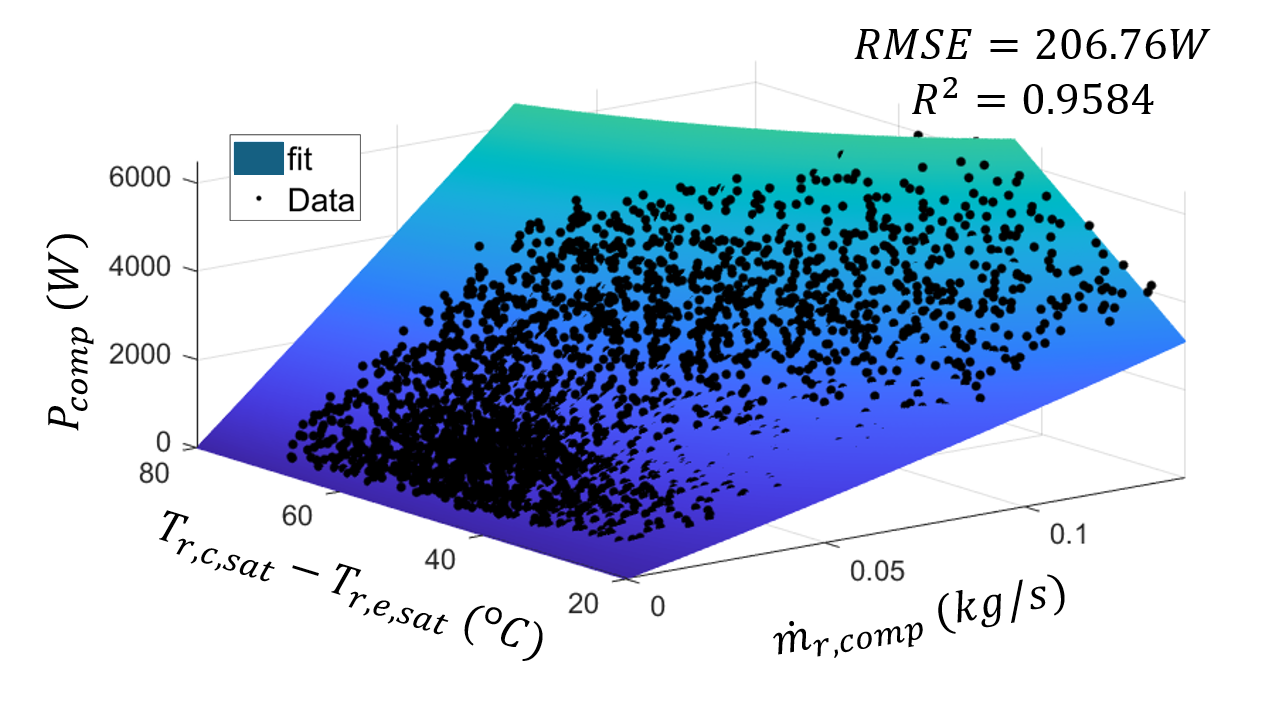 RMSE = 206.76W
R² = 0.9584
fit
Data
6000
4000
2000
0
P_comp (W)
80
60
40
20
T_r,c,sat − T_r,e,sat (°C)
0
0.05
0.1
ṁ_r,comp (kg/s)